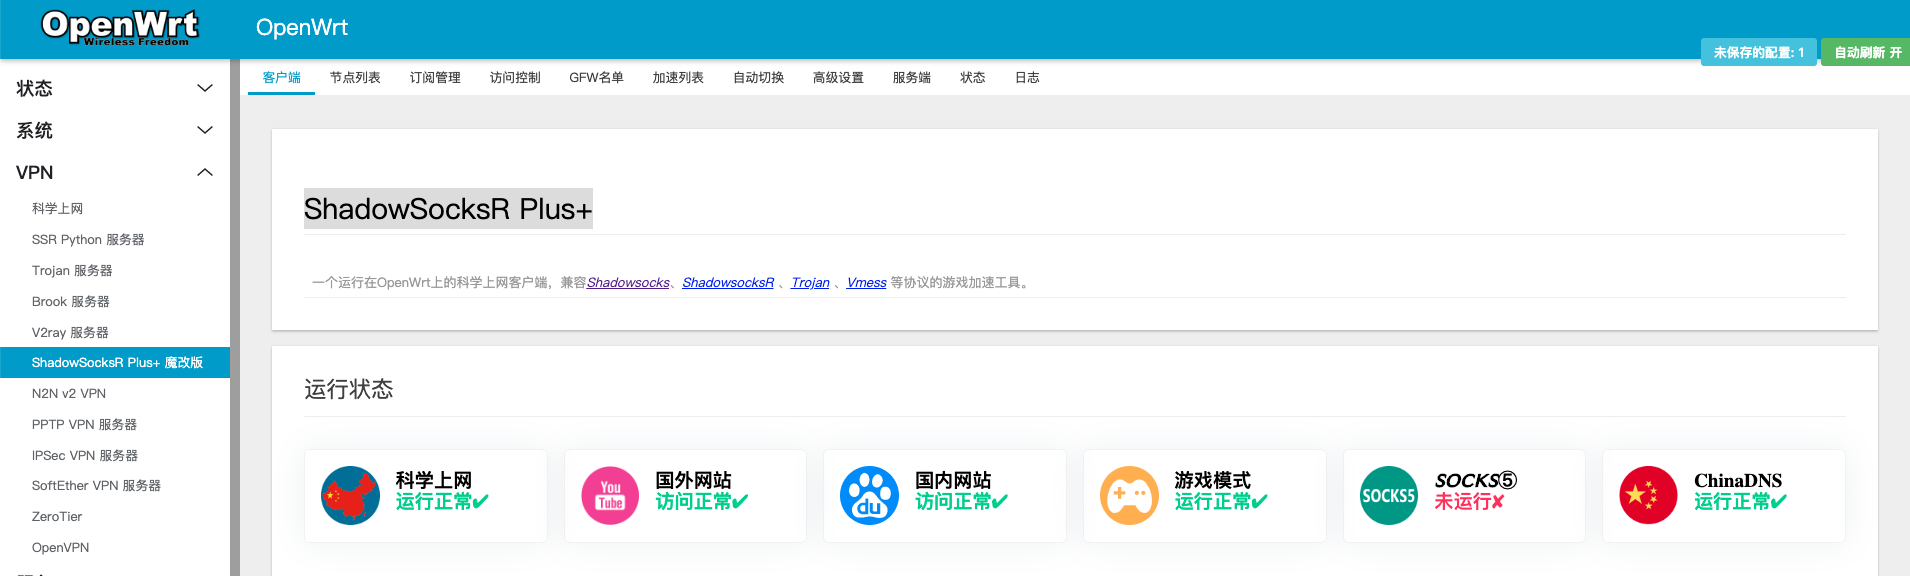 OpenWrt
Wireless Freedom
OpenWrt
未保存的配置: 1
自动刷新 开
客户端 节点列表 订阅管理 访问控制 GFW名单 加速列表 自动切换 高级设置 服务端 状态 日志
状态
系统
VPN
科学上网
SSR Python 服务器
Trojan 服务器
Brook 服务器
V2ray 服务器
ShadowSocksR Plus+ 魔改版
N2N v2 VPN
PPTP VPN 服务器
IPSec VPN 服务器
SoftEther VPN 服务器
ZeroTier
OpenVPN
ShadowSocksR Plus+
一个运行在OpenWrt上的科学上网客户端，兼容Shadowsocks、ShadowsocksR 、Trojan 、Vmess 等协议的游戏加速工具。
运行状态
科学上网
运行正常✔
You Tube
国外网站
访问正常✔
du
国内网站
访问正常✔
游戏模式
运行正常✔
SOCKS5
SOCKS⑤
未运行✘
ChinaDNS
运行正常✔